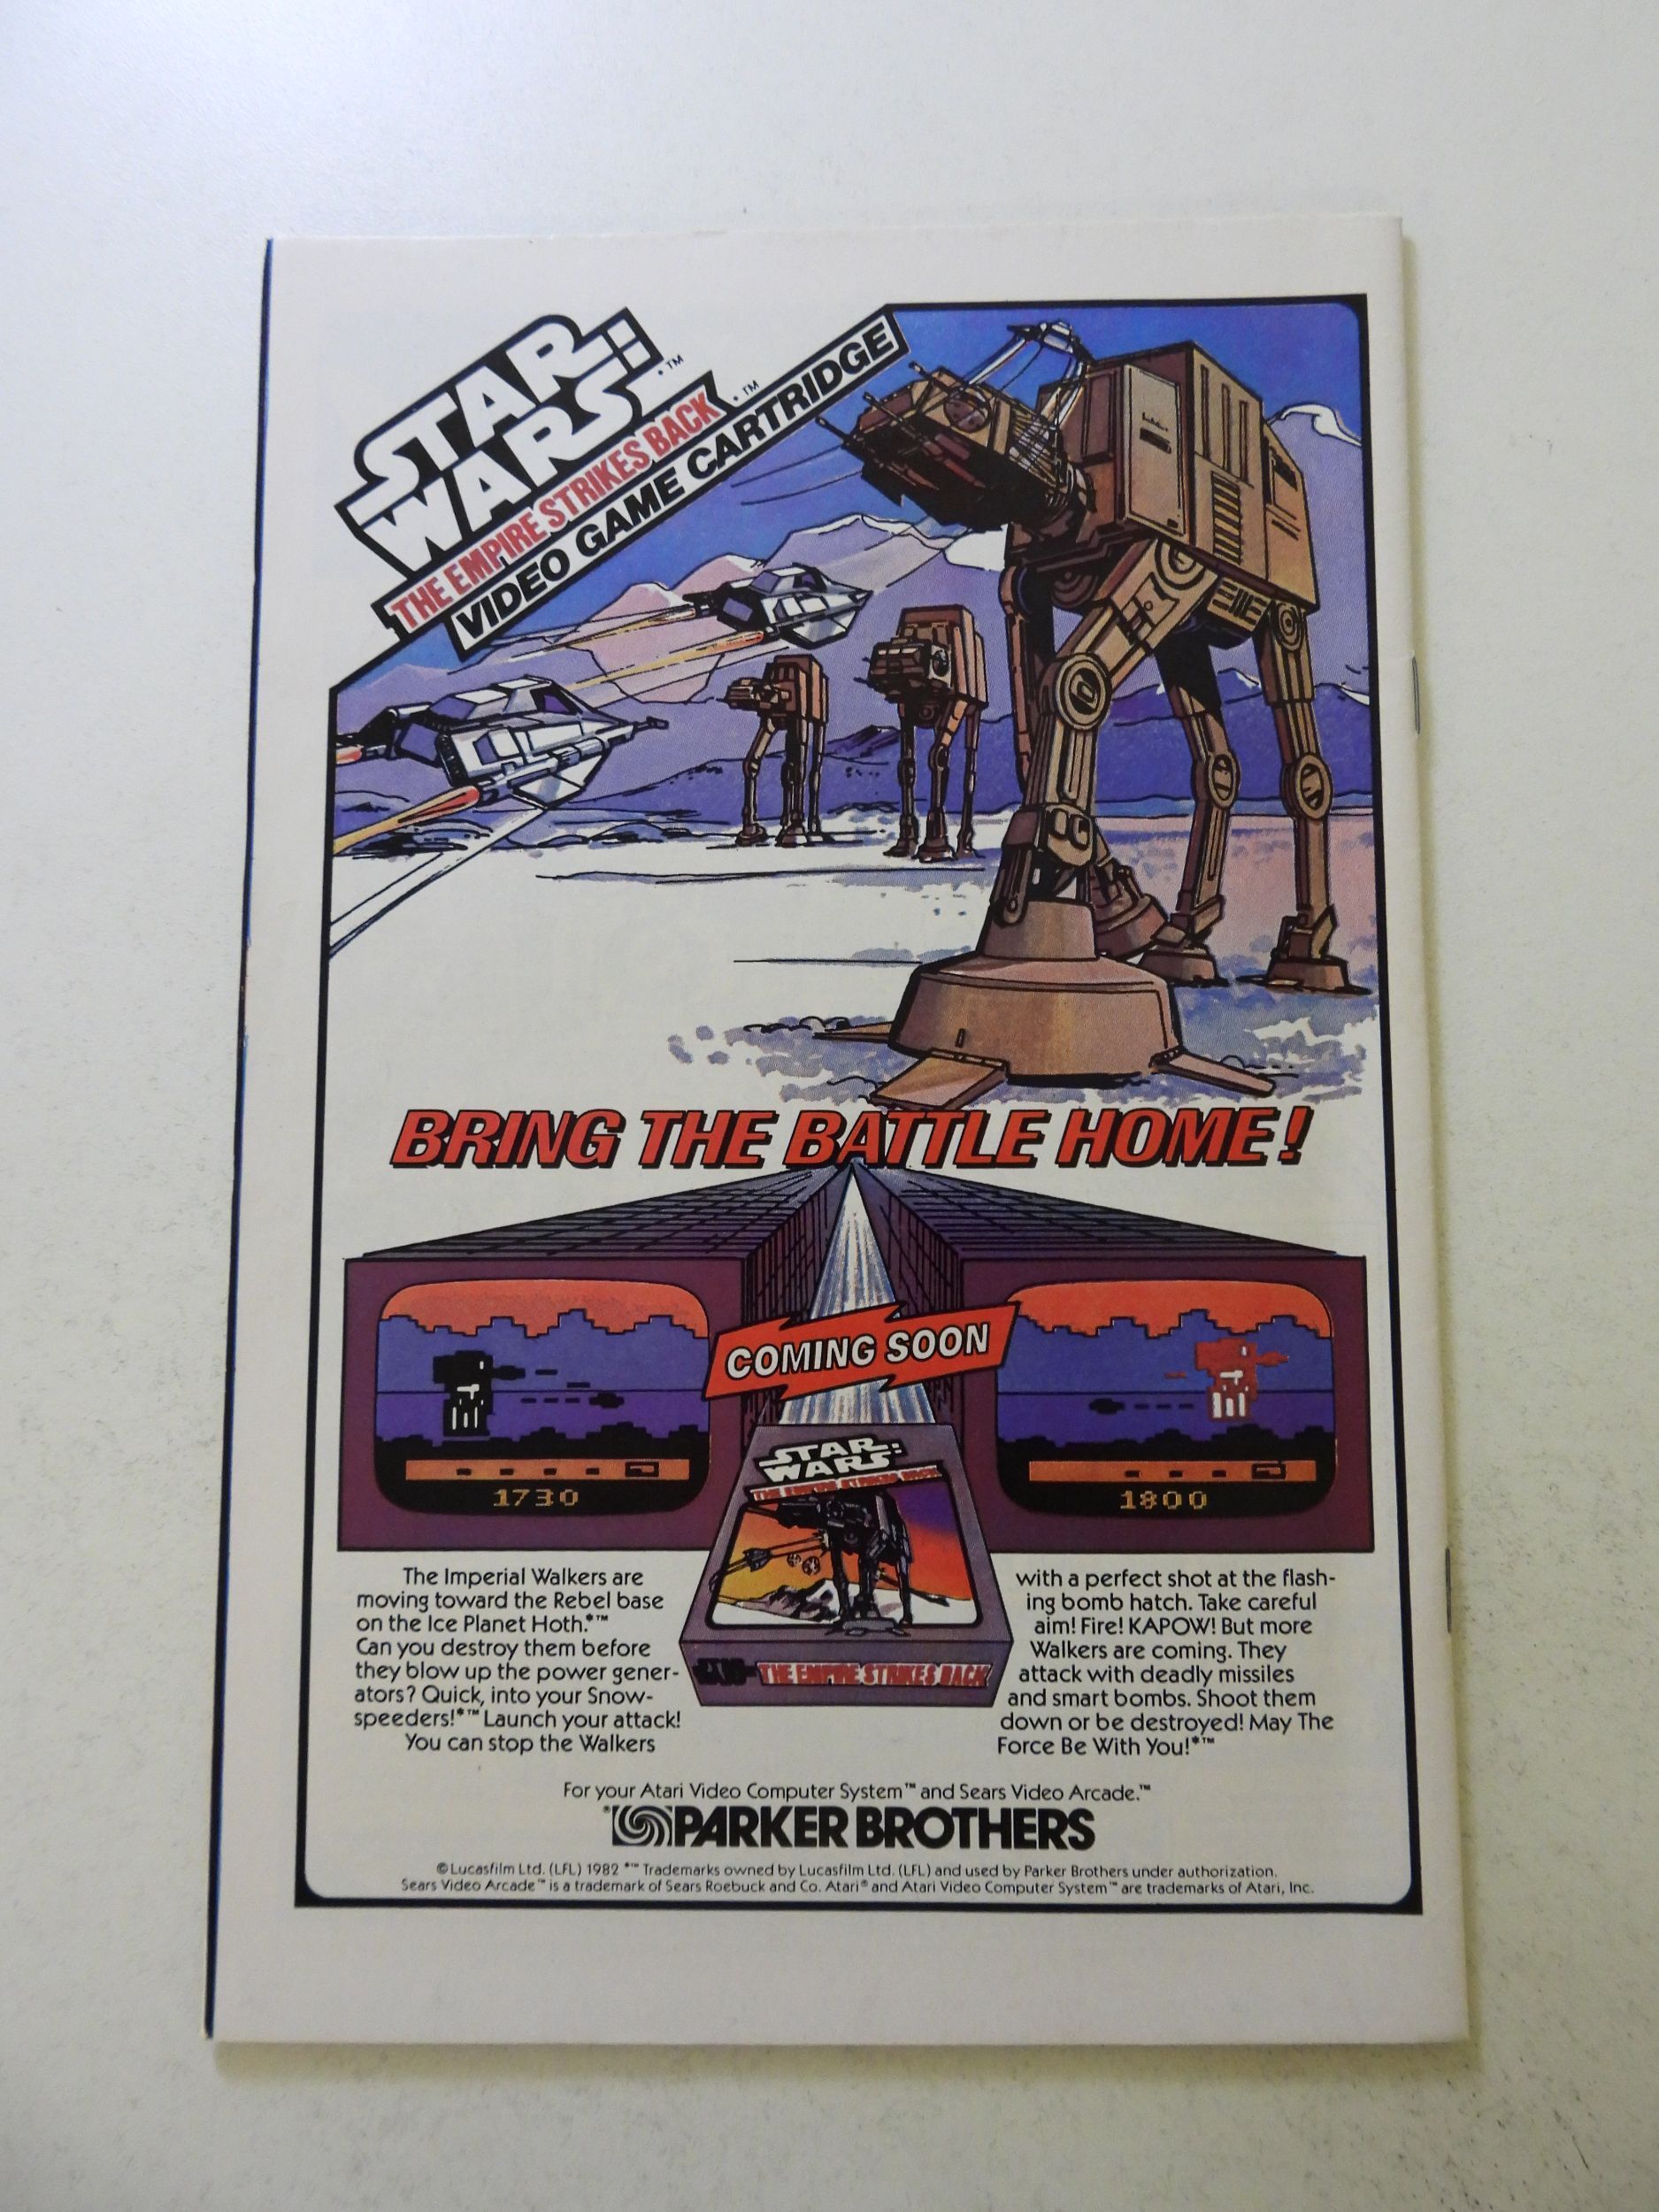 STAR
WARS™
THE EMPIRE STRIKES BACK™
VIDEO GAME CARTRIDGE
BRING THE BATTLE HOME!
COMING SOON
1730
1800
STAR
WARS
THE EMPIRE STRIKES BACK
THE EMPIRE STRIKES BACK
The Imperial Walkers are
moving toward the Rebel base
on the Ice Planet Hoth.*™
Can you destroy them before
they blow up the power gener-
ators? Quick, into your Snow-
speeders!*™ Launch your attack!
You can stop the Walkers
with a perfect shot at the flash-
ing bomb hatch. Take careful
aim! Fire! KAPOW! But more
Walkers are coming. They
attack with deadly missiles
and smart bombs. Shoot them
down or be destroyed! May The
Force Be With You!*™
For your Atari Video Computer System™ and Sears Video Arcade.™
PARKER BROTHERS
©Lucasfilm Ltd. (LFL) 1982 *™ Trademarks owned by Lucasfilm Ltd. (LFL) and used by Parker Brothers under authorization.
Sears Video Arcade™ is a trademark of Sears Roebuck and Co. Atari® and Atari Video Computer System™ are trademarks of Atari, Inc.